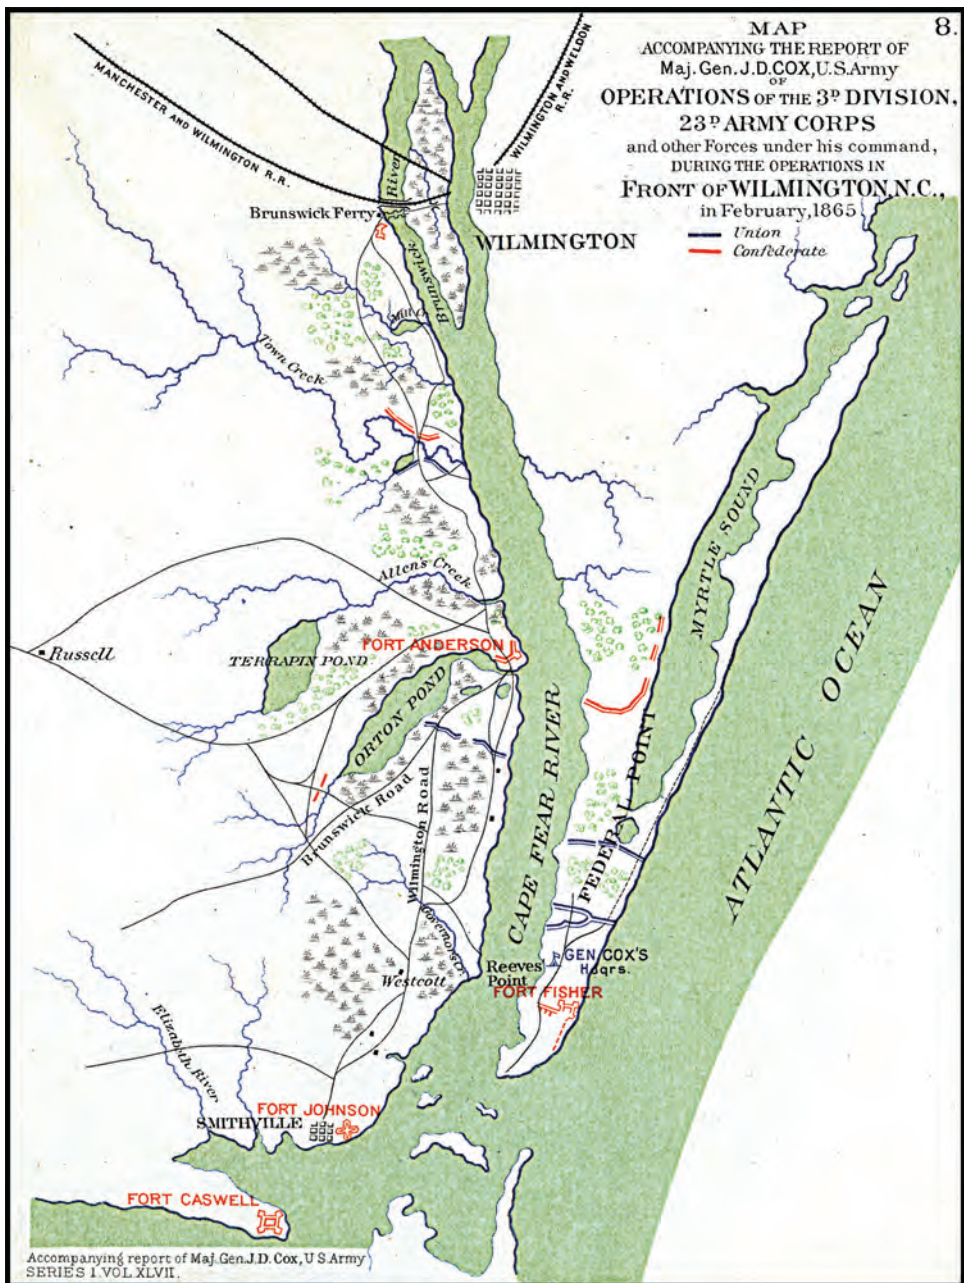 8.
MAP
ACCOMPANYING THE REPORT OF
Maj. Gen. J.D. COX, U.S. Army
OF
OPERATIONS OF THE 3D DIVISION,
23D ARMY CORPS
and other Forces under his command,
DURING THE OPERATIONS IN
FRONT OF WILMINGTON, N.C.,
in February, 1865
Union
Confederate
WILMINGTON AND WELDON
R.R.
MANCHESTER AND WILMINGTON R.R.
River
Brunswick Ferry
Brunswick
WILMINGTON
Mill Cr.
Town Creek
Allen's Creek
MYRTLE SOUND
Russell
TERRAPIN POND
FORT ANDERSON
ORTON POND
ATLANTIC OCEAN
CAPE FEAR RIVER
FEDERAL POINT
Brunswick Road
Wilmington Road
Governors Cr.
Westcott
Reeves'
Point
GEN. COX'S
Hdqrs.
FORT FISHER
Elizabeth River
FORT JOHNSON
SMITHVILLE
FORT CASWELL
Accompanying report of Maj. Gen. J.D. Cox, U.S. Army
SERIES 1. VOL. XLVII.